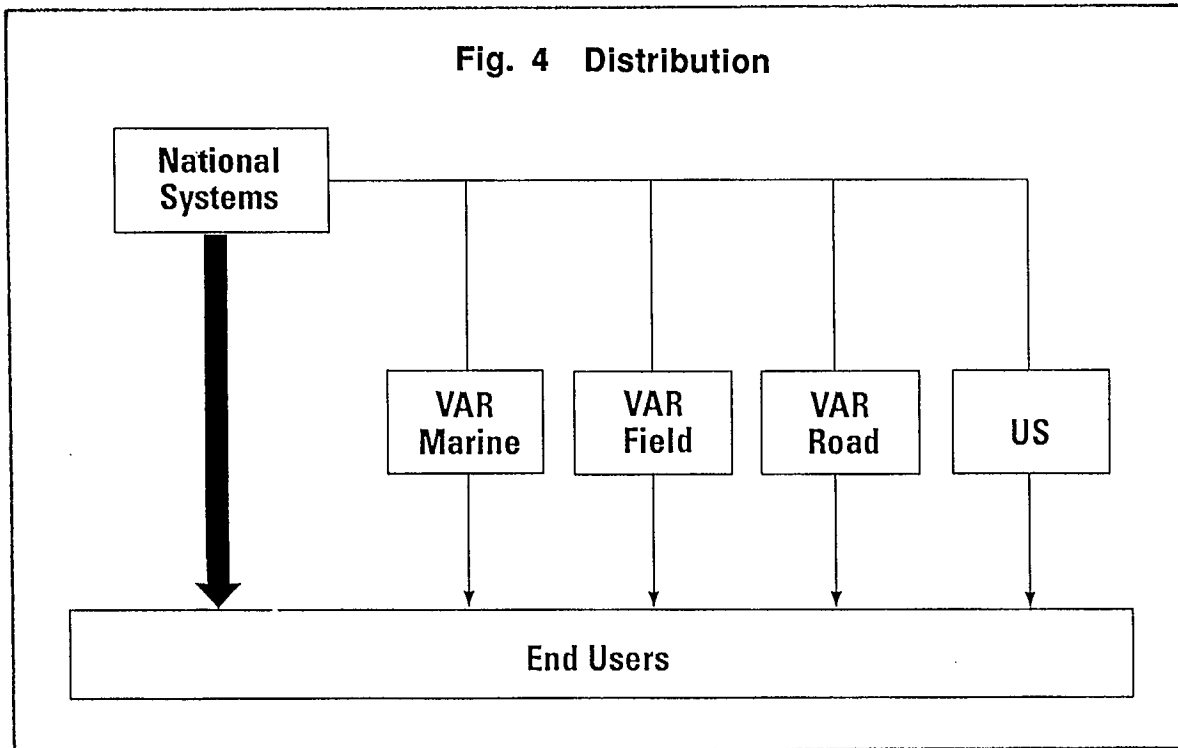 Fig. 4 Distribution
National
Systems
VAR
Marine
VAR
Field
VAR
Road
US
End Users